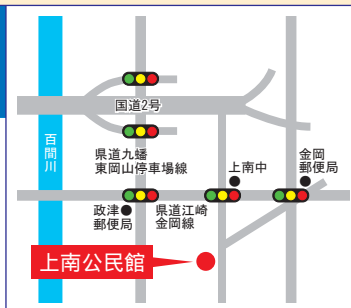 国道2号
百間川
県道九蟠
東岡山停車場線
上南中
金岡
郵便局
政津
郵便局
県道江崎
金岡線
上南公民館